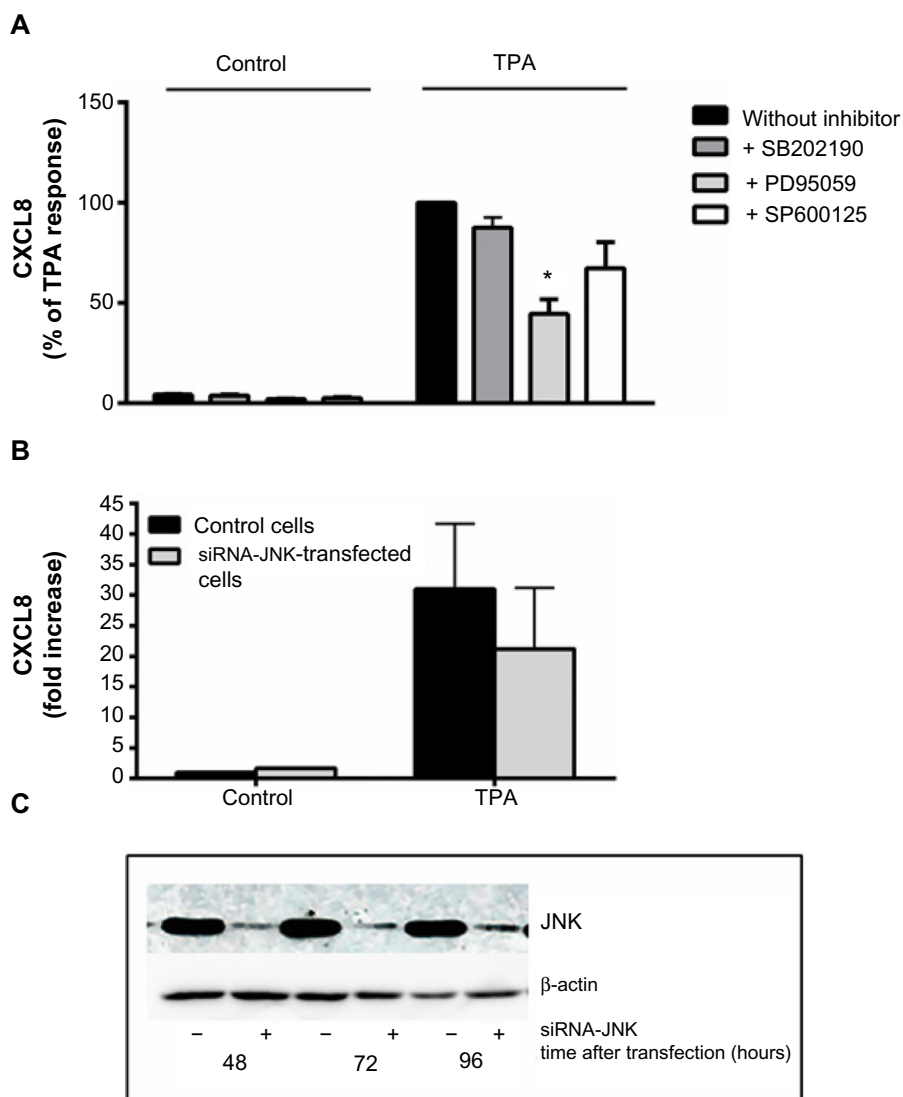 A
Control
TPA
150
100
50
0
CXCL8
(% of TPA response)
*
Without inhibitor
+ SB202190
+ PD95059
+ SP600125
B
45
40
35
30
25
20
15
10
5
0
CXCL8
(fold increase)
Control cells
siRNA-JNK-transfected
cells
Control
TPA
C
JNK
β-actin
− + − + − + siRNA-JNK
48 72 96 time after transfection (hours)